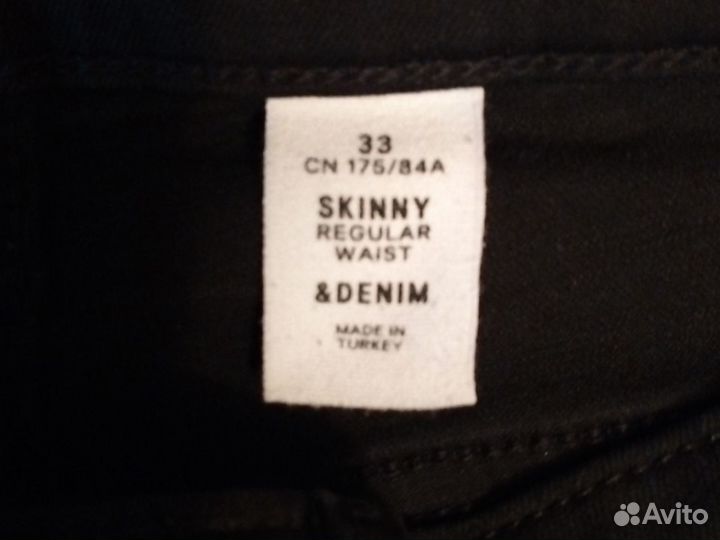 33
CN 175/84A
SKINNY
REGULAR
WAIST
&DENIM
MADE IN
TURKEY
Avito